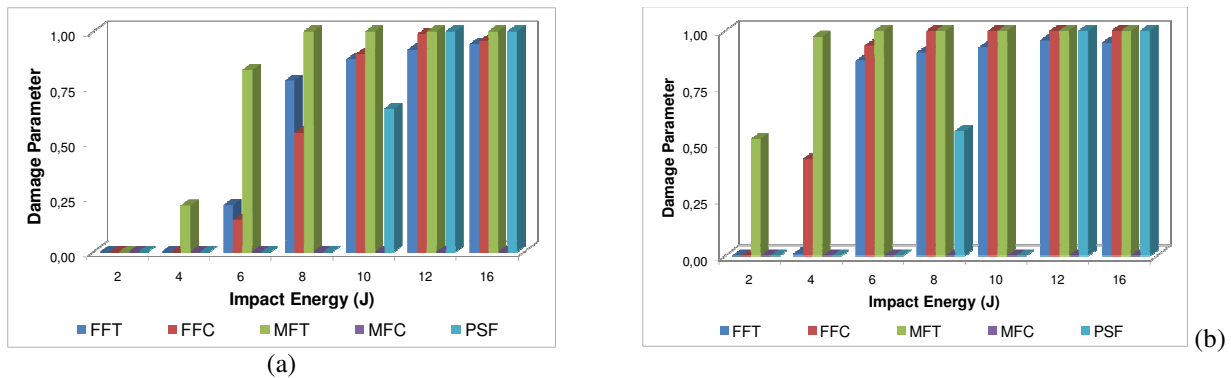 1,00
0,75
0,50
0,25
0,00
Damage Parameter
2 4 6 8 10 12 16
Impact Energy (J)
FFT FFC MFT MFC PSF
(a)
1,00
0,75
0,50
0,25
0,00
Damage Parameter
2 4 6 8 10 12 16
Impact Energy (J)
FFT FFC MFT MFC PSF
(b)